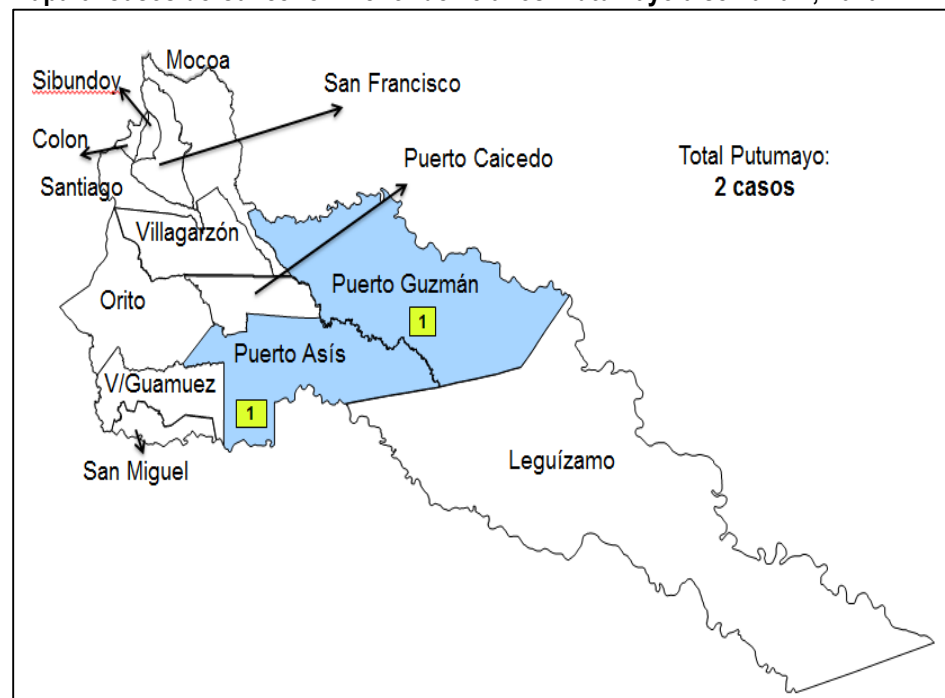 Mocoa
Sibundoy
San Francisco
Colon
Puerto Caicedo
Total Putumayo:
2 casos
Santiago
Villagarzón
Puerto Guzmán
Orito
1
Puerto Asís
V/Guamuez
1
Leguízamo
San Miguel